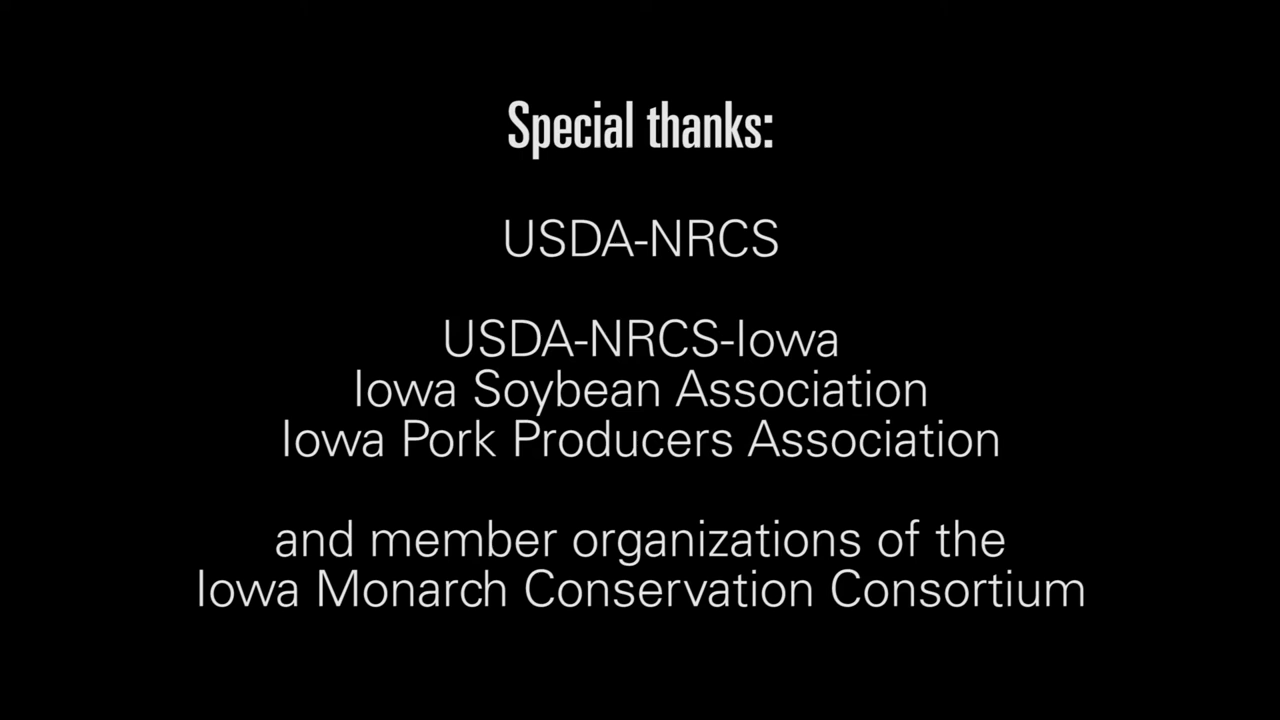 Special thanks:
USDA-NRCS
USDA-NRCS-Iowa
Iowa Soybean Association
Iowa Pork Producers Association
and member organizations of the
Iowa Monarch Conservation Consortium